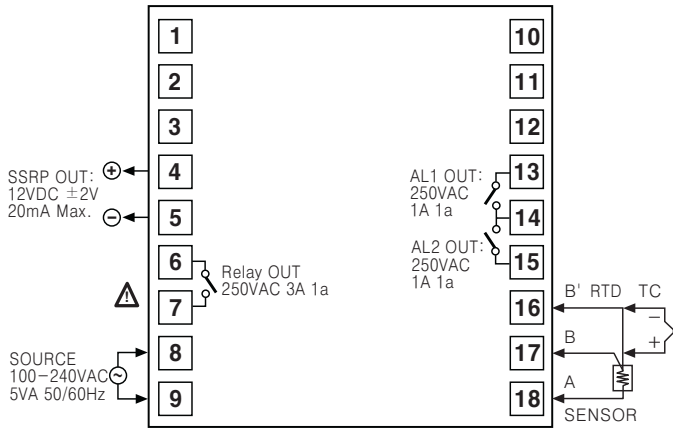 1
2
3
4
5
6
7
8
9
10
11
12
13
14
15
16
17
18
SSRP OUT:
12VDC ±2V
20mA Max.
+
−
Relay OUT
250VAC 3A 1a
!
SOURCE
100-240VAC
5VA 50/60Hz
~
AL1 OUT:
250VAC
1A 1a
AL2 OUT:
250VAC
1A 1a
B' RTD TC
−
+
B
A
SENSOR